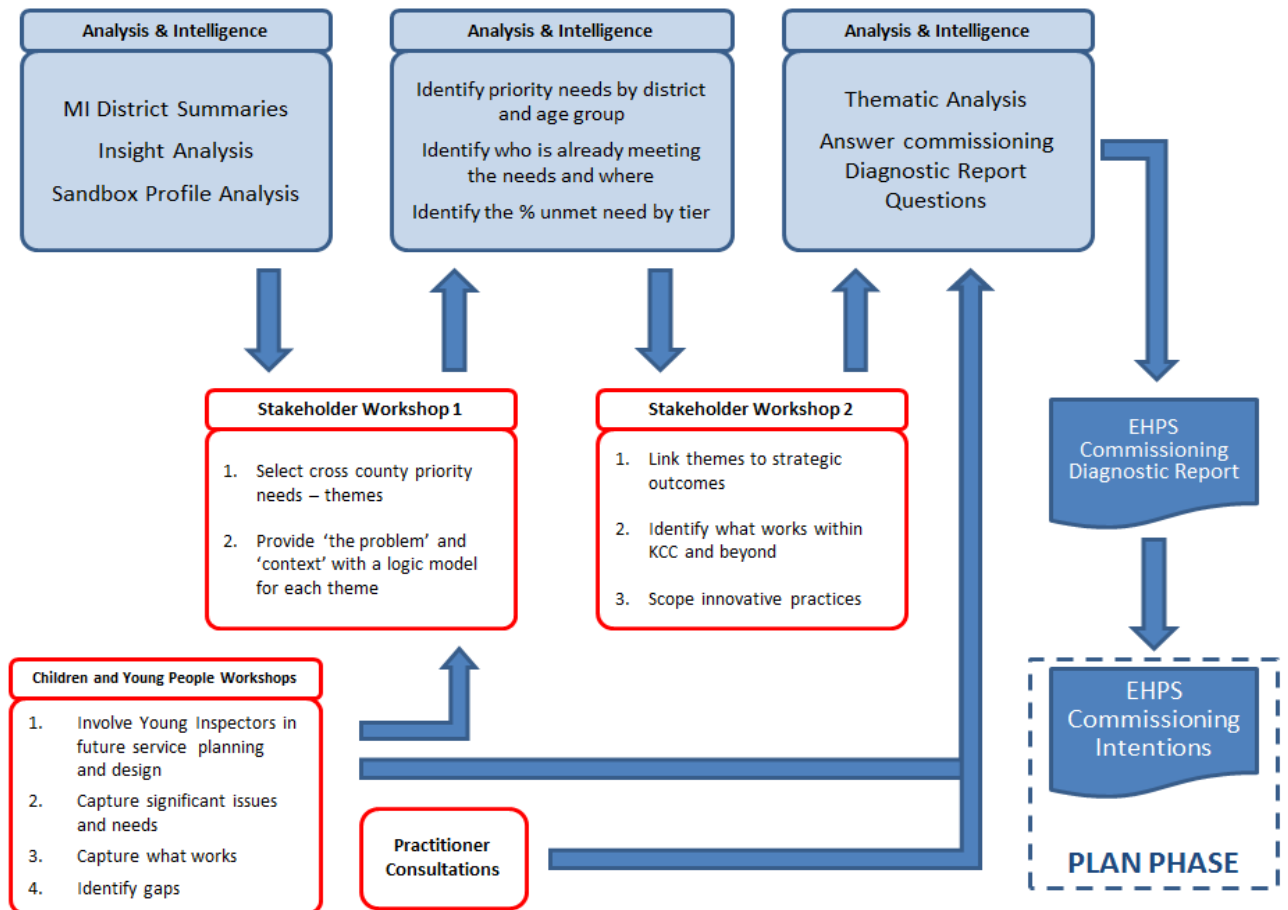 Analysis & Intelligence
MI District Summaries
Insight Analysis
Sandbox Profile Analysis
Analysis & Intelligence
Identify priority needs by district
and age group
Identify who is already meeting
the needs and where
Identify the % unmet need by tier
Analysis & Intelligence
Thematic Analysis
Answer commissioning
Diagnostic Report
Questions
Stakeholder Workshop 1
1. Select cross county priority
needs – themes
2. Provide ‘the problem’ and
‘context’ with a logic model
for each theme
Stakeholder Workshop 2
1. Link themes to strategic
outcomes
2. Identify what works within
KCC and beyond
3. Scope innovative practices
EHPS
Commissioning
Diagnostic Report
Children and Young People Workshops
1. Involve Young Inspectors in
future service planning
and design
2. Capture significant issues
and needs
3. Capture what works
4. Identify gaps
Practitioner
Consultations
EHPS
Commissioning
Intentions
PLAN PHASE